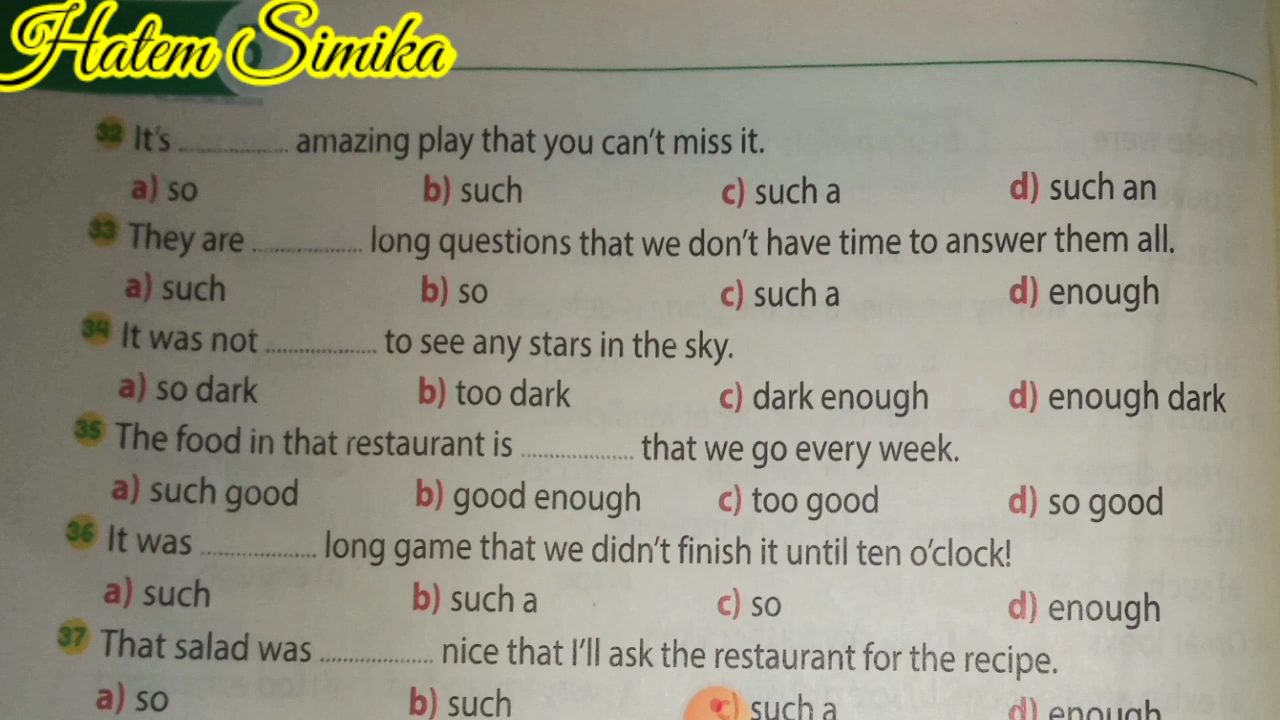 Hatem Simika
32 It's ................ amazing play that you can't miss it.
a) so b) such c) such a d) such an
33 They are ................ long questions that we don't have time to answer them all.
a) such b) so c) such a d) enough
34 It was not ................ to see any stars in the sky.
a) so dark b) too dark c) dark enough d) enough dark
35 The food in that restaurant is ................ that we go every week.
a) such good b) good enough c) too good d) so good
36 It was ................ long game that we didn't finish it until ten o'clock!
a) such b) such a c) so d) enough
37 That salad was ................ nice that I'll ask the restaurant for the recipe.
a) so b) such c) such a d) enough